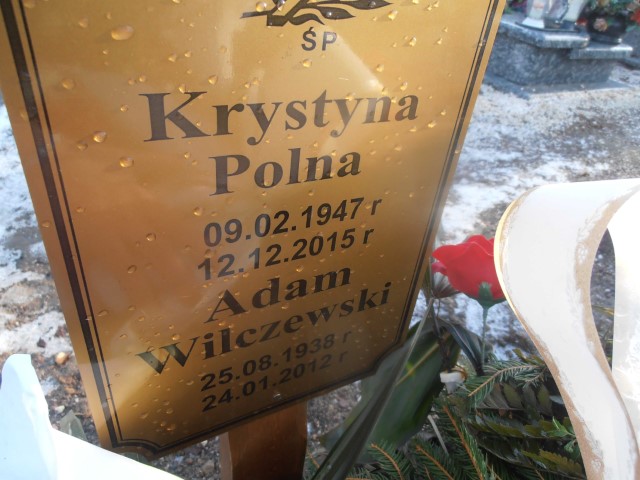 ŚP
Krystyna
Polna
09.02.1947 r
12.12.2015 r
Adam
Wilczewski
25.08.1938 r
24.01.2012 r